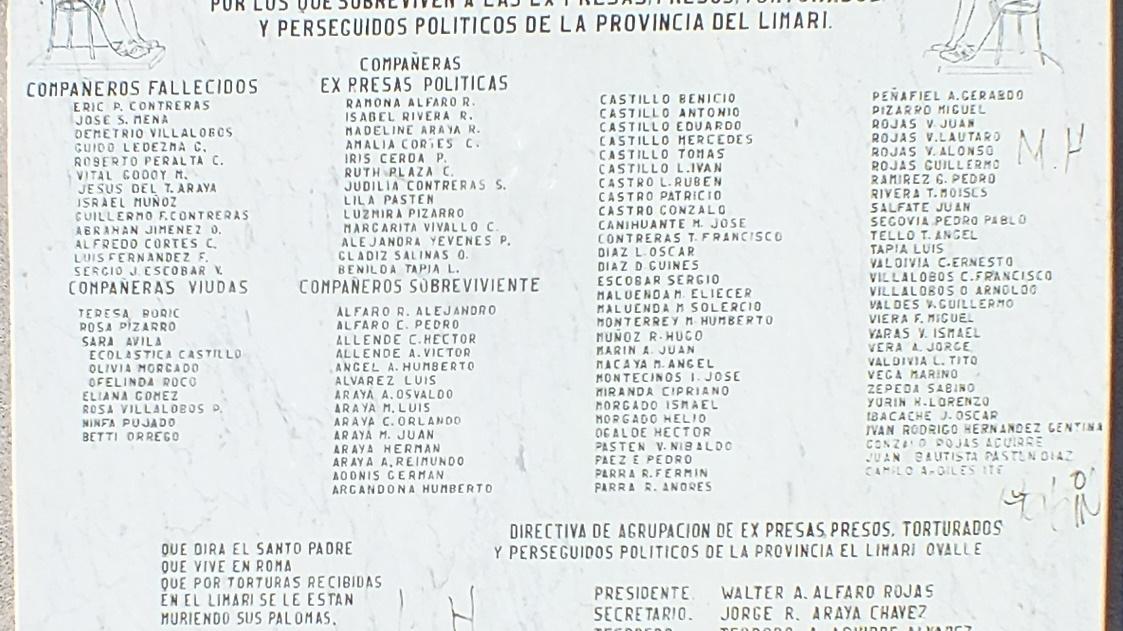 POR LOS QUE SOBREVIVEN A LAS EX PRESAS, PRESOS, TORTURADOS
Y PERSEGUIDOS POLITICOS DE LA PROVINCIA DEL LIMARI.
COMPAÑEROS FALLECIDOS
ERIC P. CONTRERAS
JOSE S. MENA
DEMETRIO VILLALOBOS
GUIDO LEDEZMA C.
ROBERTO PERALTA C.
VITAL GODOY M.
JESUS DEL T. ARAYA
ISRAEL MUÑOZ
GUILLERMO F. CONTRERAS
ABRAHAN JIMENEZ O.
ALFREDO CORTES C.
LUIS FERNANDEZ F.
SERGIO J. ESCOBAR V.
COMPAÑERAS VIUDAS
TERESA BORIC
ROSA PIZARRO
SARA AVILA
ECOLASTICA CASTILLO
OLIVIA MORGADO
OFELINDA ROCO
ELIANA GOMEZ
ROSA VILLALOBOS P.
NINFA PUJADO
BETTI ORREGO
COMPAÑERAS
EX PRESAS POLITICAS
RAMONA ALFARO R.
ISABEL RIVERA R.
MADELINE ARAYA R.
AMALIA CORTES C.
IRIS CERDA P.
RUTH PLAZA C.
JUDILIA CONTRERAS S.
LILA PASTEN
LUZMIRA PIZARRO
MARGARITA VIVALLO C.
ALEJANDRA YEVENES P.
GLADIZ SALINAS O.
BENILDA TAPIA L.
COMPAÑEROS SOBREVIVIENTE
ALFARO R. ALEJANDRO
ALFARO C. PEDRO
ALLENDE C. HECTOR
ALLENDE A. VICTOR
ANGEL A. HUMBERTO
ALVAREZ LUIS
ARAYA A. OSVALDO
ARAYA M. LUIS
ARAYA C. ORLANDO
ARAYA M. JUAN
ARAYA HERMAN
ARAYA A. REIMUNDO
ADONIS GERMAN
ARGANDONA HUMBERTO
CASTILLO BENICIO
CASTILLO ANTONIO
CASTILLO EDUARDO
CASTILLO MERCEDES
CASTILLO TOMAS
CASTILLO L. IVAN
CASTRO L. RUBEN
CASTRO PATRICIO
CASTRO GONZALO
CANIHUANTE M. JOSE
CONTRERAS T. FRANCISCO
DIAZ L. OSCAR
DIAZ D. GUINES
ESCOBAR SERGIO
MALUENDA M. ELIECER
MALUENDA M. SOLERCIO
MONTERREY M. HUMBERTO
MUÑOZ R. HUGO
MARIN A. JUAN
MACAYA M. ANGEL
MONTECINOS I. JOSE
MIRANDA CIPRIANO
MORGADO ISMAEL
MORGADO HELIO
OGALDE HECTOR
PASTEN V. NIBALDO
PAEZ E PEDRO
PARRA R. FERMIN
PARRA R. ANDRES
PEÑAFIEL A. GERARDO
PIZARRO MIGUEL
ROJAS V. JUAN
ROJAS V. LAUTARO
ROJAS V. ALONSO
ROJAS GUILLERMO
RAMIREZ G. PEDRO
RIVERA T. MOISES
SALFATE JUAN
SEGOVIA PEDRO PABLO
TELLO T. ANGEL
TAPIA LUIS
VALDIVIA C. ERNESTO
VILLALOBOS C. FRANCISCO
VILLALOBOS O ARNOLDO
VALDES V. GUILLERMO
VIERA F. MIGUEL
VARAS V. ISMAEL
VERA A. JORGE
VALDIVIA L. TITO
VEGA MARINO
ZEPEDA SABINO
YURIN H. LORENZO
IBACACHE J. OSCAR
IVAN RODRIGO HERNANDEZ GENTINA
GONZALO ROJAS AGUIRRE
JUAN BAUTISTA PASTEN DIAZ
CAMILO
M.H
QUE DIRA EL SANTO PADRE
QUE VIVE EN ROMA
QUE POR TORTURAS RECIBIDAS
EN EL LIMARI SE LE ESTAN
MURIENDO SUS PALOMAS.
H
DIRECTIVA DE AGRUPACION DE EX PRESAS, PRESOS, TORTURADOS
Y PERSEGUIDOS POLITICOS DE LA PROVINCIA EL LIMARI OVALLE
PRESIDENTE. WALTER A. ALFARO ROJAS
SECRETARIO. JORGE R. ARAYA CHAVEZ